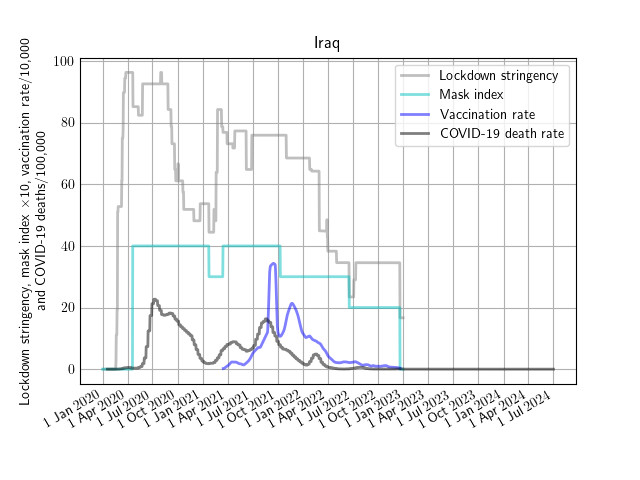 Iraq
Lockdown stringency, mask index ×10, vaccination rate/10,000
and COVID-19 deaths/100,000
100
80
60
40
20
0
Lockdown stringency
Mask index
Vaccination rate
COVID-19 death rate
1 Jan 2020
1 Apr 2020
1 Jul 2020
1 Oct 2020
1 Jan 2021
1 Apr 2021
1 Jul 2021
1 Oct 2021
1 Jan 2022
1 Apr 2022
1 Jul 2022
1 Oct 2022
1 Jan 2023
1 Apr 2023
1 Jul 2023
1 Oct 2023
1 Jan 2024
1 Apr 2024
1 Jul 2024